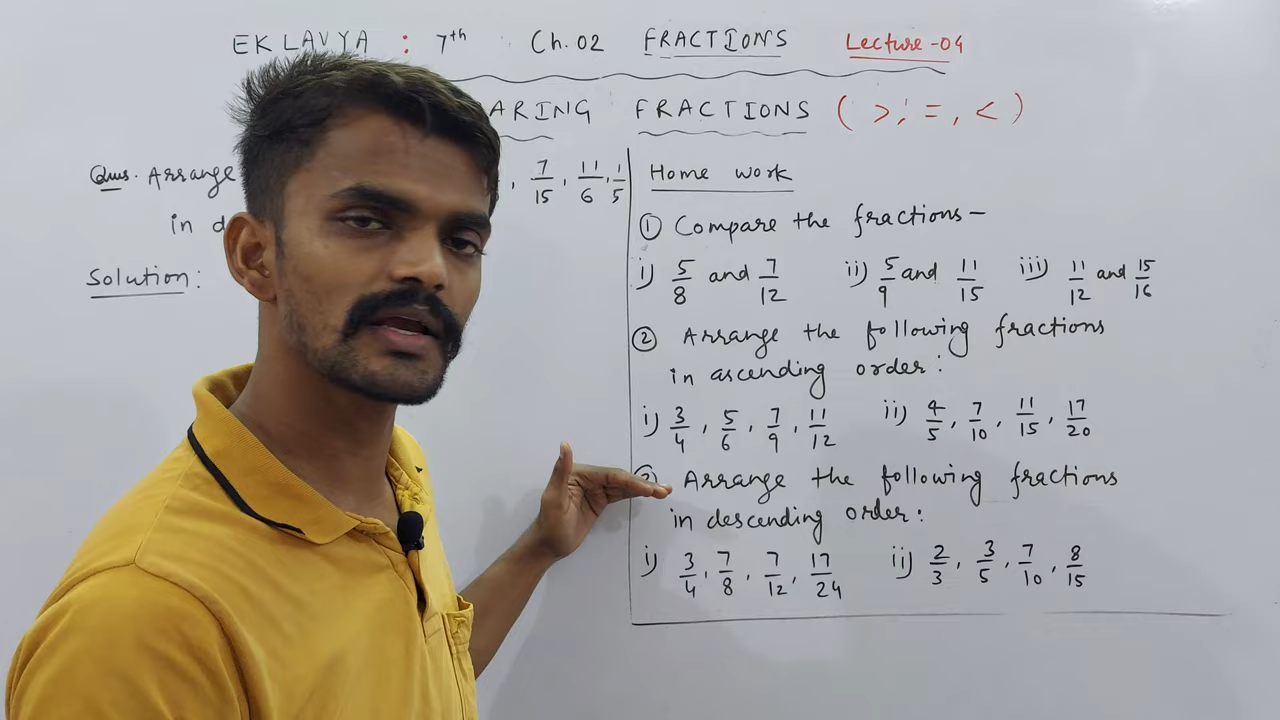 EKLAVYA : 7th Ch. 02 FRACTIONS Lecture -04
ARING FRACTIONS ( > ; = , < )
Ques. Arrange , 7/15 , 11/6 , 1/5
in d
Solution :
Home work
① Compare the fractions –
i) 5/8 and 7/12 ii) 5/9 and 11/15 iii) 11/12 and 15/16
② Arrange the following fractions
in ascending order :
i) 3/4 , 5/6 , 7/9 , 11/12 ii) 4/5 , 7/10 , 11/15 , 17/20
Arrange the following fractions
in descending order :
i) 3/4 , 7/8 , 7/12 , 17/24 ii) 2/3 , 3/5 , 7/10 , 8/15